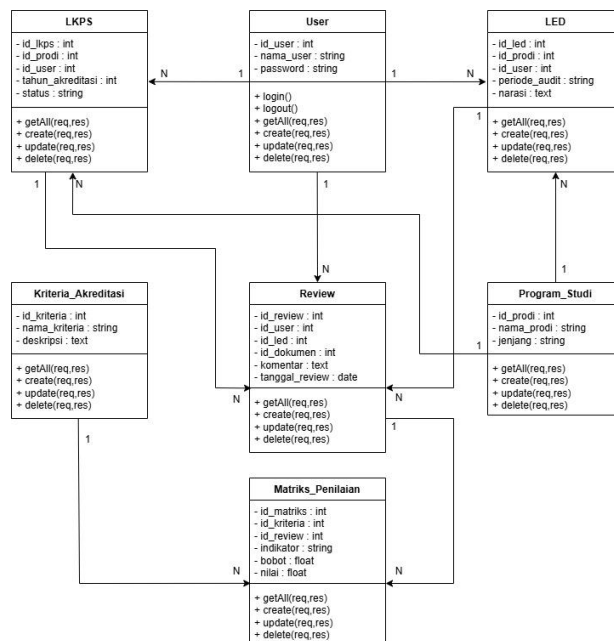 LKPS
- id_lkps : int
- id_prodi : int
- id_user : int
- tahun_akreditasi : int
- status : string
+ getAll(req,res)
+ create(req,res)
+ update(req,res)
+ delete(req,res)
User
- id_user : int
- nama_user : string
- password : string
+ login()
+ logout()
+ getAll(req,res)
+ create(req,res)
+ update(req,res)
+ delete(req,res)
LED
- id_led : int
- id_prodi : int
- id_user : int
- periode_audit : string
- narasi : text
+ getAll(req,res)
+ create(req,res)
+ update(req,res)
+ delete(req,res)
N
1
1
N
1
N
1
1
N
N
1
Kriteria_Akreditasi
- id_kriteria : int
- nama_kriteria : string
- deskripsi : text
+ getAll(req,res)
+ create(req,res)
+ update(req,res)
+ delete(req,res)
Review
- id_review : int
- id_user : int
- id_led : int
- id_dokumen : int
- komentar : text
- tanggal_review : date
+ getAll(req,res)
+ create(req,res)
+ update(req,res)
+ delete(req,res)
Program_Studi
- id_prodi : int
- nama_prodi : string
- jenjang : string
+ getAll(req,res)
+ create(req,res)
+ update(req,res)
+ delete(req,res)
1
N
N
1
1
N
N
Matriks_Penilaian
- id_matriks : int
- id_kriteria : int
- id_review : int
- indikator : string
- bobot : float
- nilai : float
+ getAll(req,res)
+ create(req,res)
+ update(req,res)
+ delete(req,res)